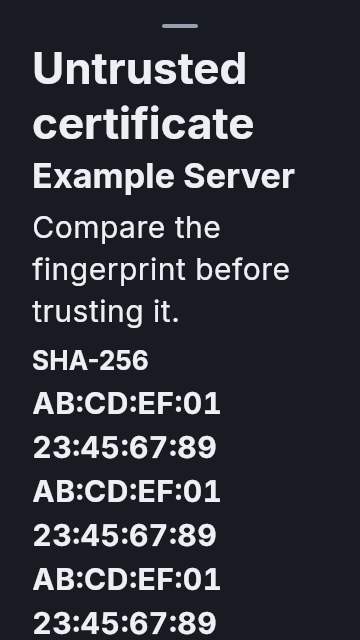 Untrusted
certificate
Example Server
Compare the
fingerprint before
trusting it.
SHA-256
AB:CD:EF:01
23:45:67:89
AB:CD:EF:01
23:45:67:89
AB:CD:EF:01
23:45:67:89